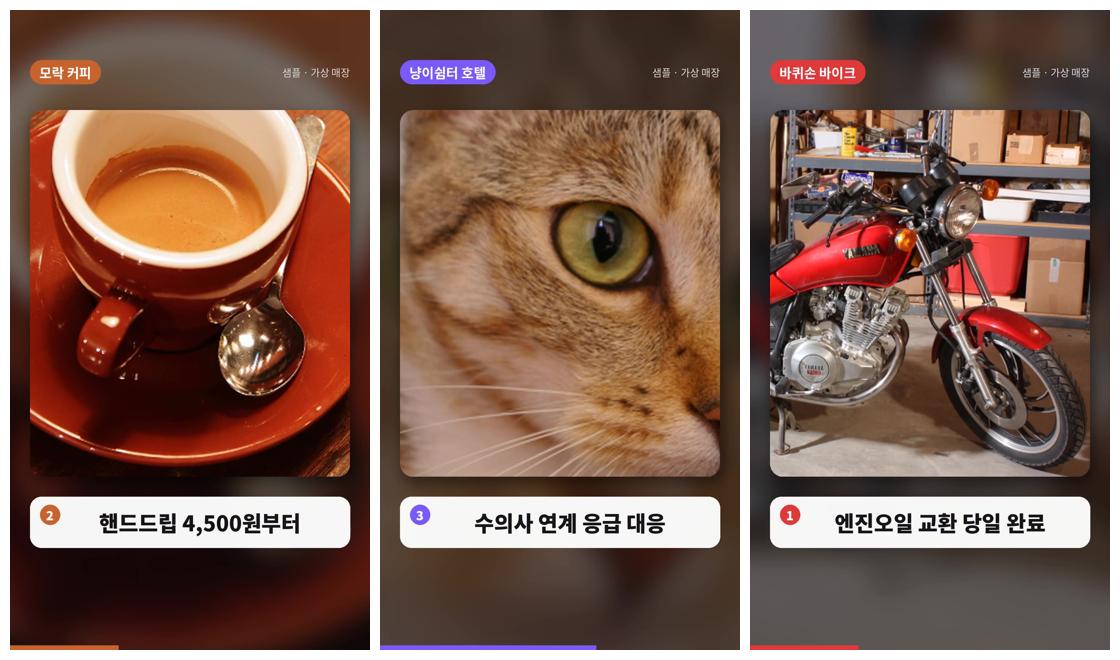 모락 커피
샘플 · 가상 매장
2
핸드드립 4,500원부터
냥이쉼터 호텔
샘플 · 가상 매장
3
수의사 연계 응급 대응
바퀴손 바이크
샘플 · 가상 매장
YAMAHA
1
엔진오일 교환 당일 완료